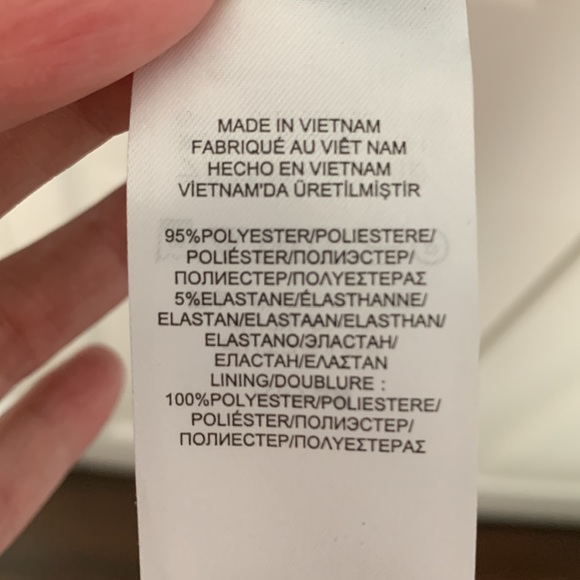 MADE IN VIETNAM
FABRIQUÉ AU VIÊT NAM
HECHO EN VIETNAM
VİETNAM'DA ÜRETİLMİŞTİR
95%POLYESTER/POLIESTERE/
POLIÉSTER/ПОЛИЭСТЕР/
ПОЛИЕСТЕР/ΠΟΛΥΕΣΤΕΡΑΣ
5%ELASTANE/ÉLASTHANNE/
ELASTAN/ELASTAAN/ELASTHAN/
ELASTANO/ЭЛАСТАН/
ЕЛАСТАН/ΕΛΑΣΤΑΝ
LINING/DOUBLURE :
100%POLYESTER/POLIESTERE/
POLIÉSTER/ПОЛИЭСТЕР/
ПОЛИЕСТЕР/ΠΟΛΥΕΣΤΕΡΑΣ